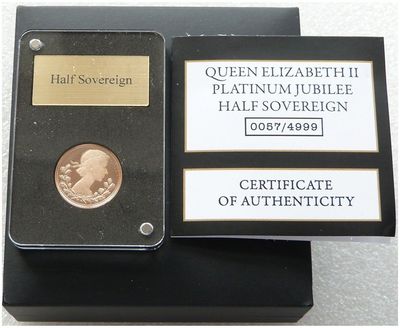 Half Sovereign
QUEEN ELIZABETH II
PLATINUM JUBILEE
HALF SOVEREIGN
0057/4999
CERTIFICATE
OF AUTHENTICITY